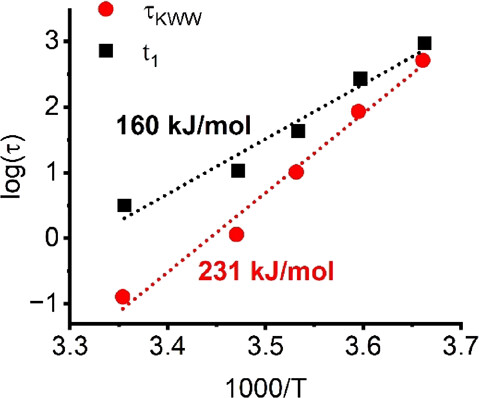 τKWW
t1
3
2
1
0
−1
log(τ)
160 kJ/mol
231 kJ/mol
3.3 3.4 3.5 3.6 3.7
1000/T